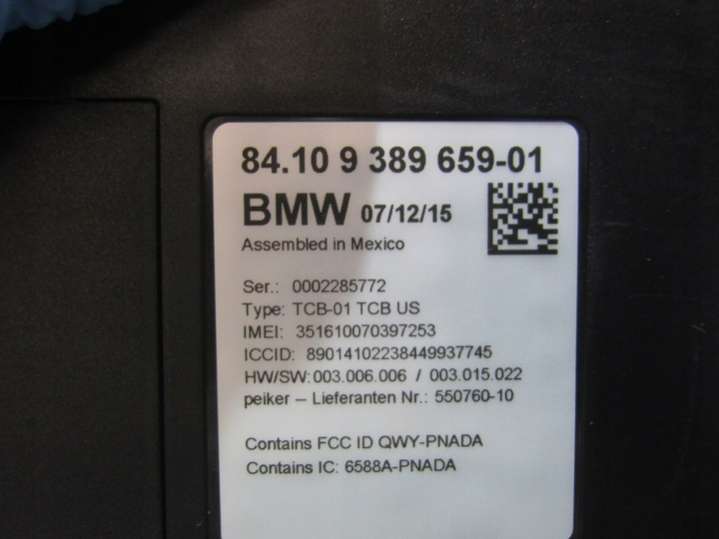 84.10 9 389 659-01
BMW 07/12/15
Assembled in Mexico
Ser.: 0002285772
Type: TCB-01 TCB US
IMEI: 351610070397253
ICCID: 89014102238449937745
HW/SW: 003.006.006 / 003.015.022
peiker – Lieferanten Nr.: 550760-10
Contains FCC ID QWY-PNADA
Contains IC: 6588A-PNADA